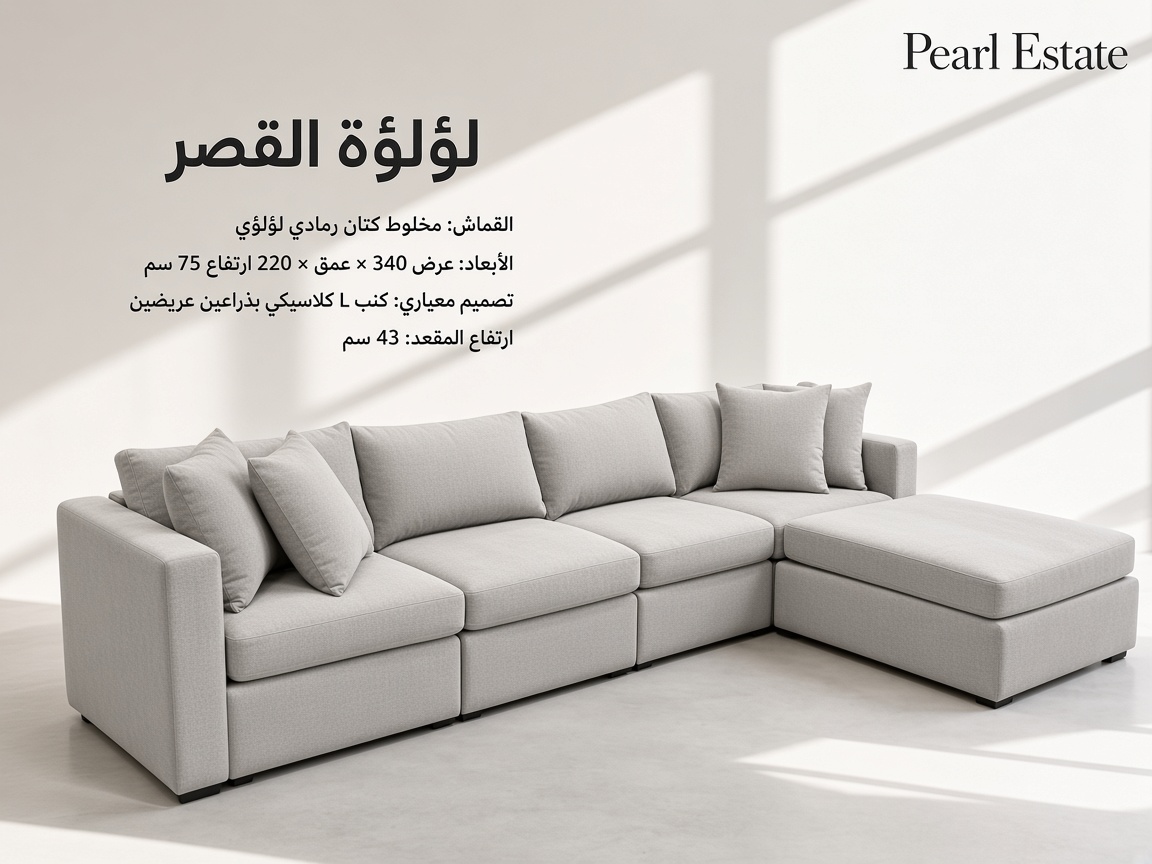 Pearl Estate
لؤلؤة القصر
القماش: مخلوط كتان رمادي لؤلؤي
الأبعاد: عرض 340 × عمق × 220 ارتفاع 75 سم
تصميم معياري: كنب L كلاسيكي بذراعين عريضين
ارتفاع المقعد: 43 سم